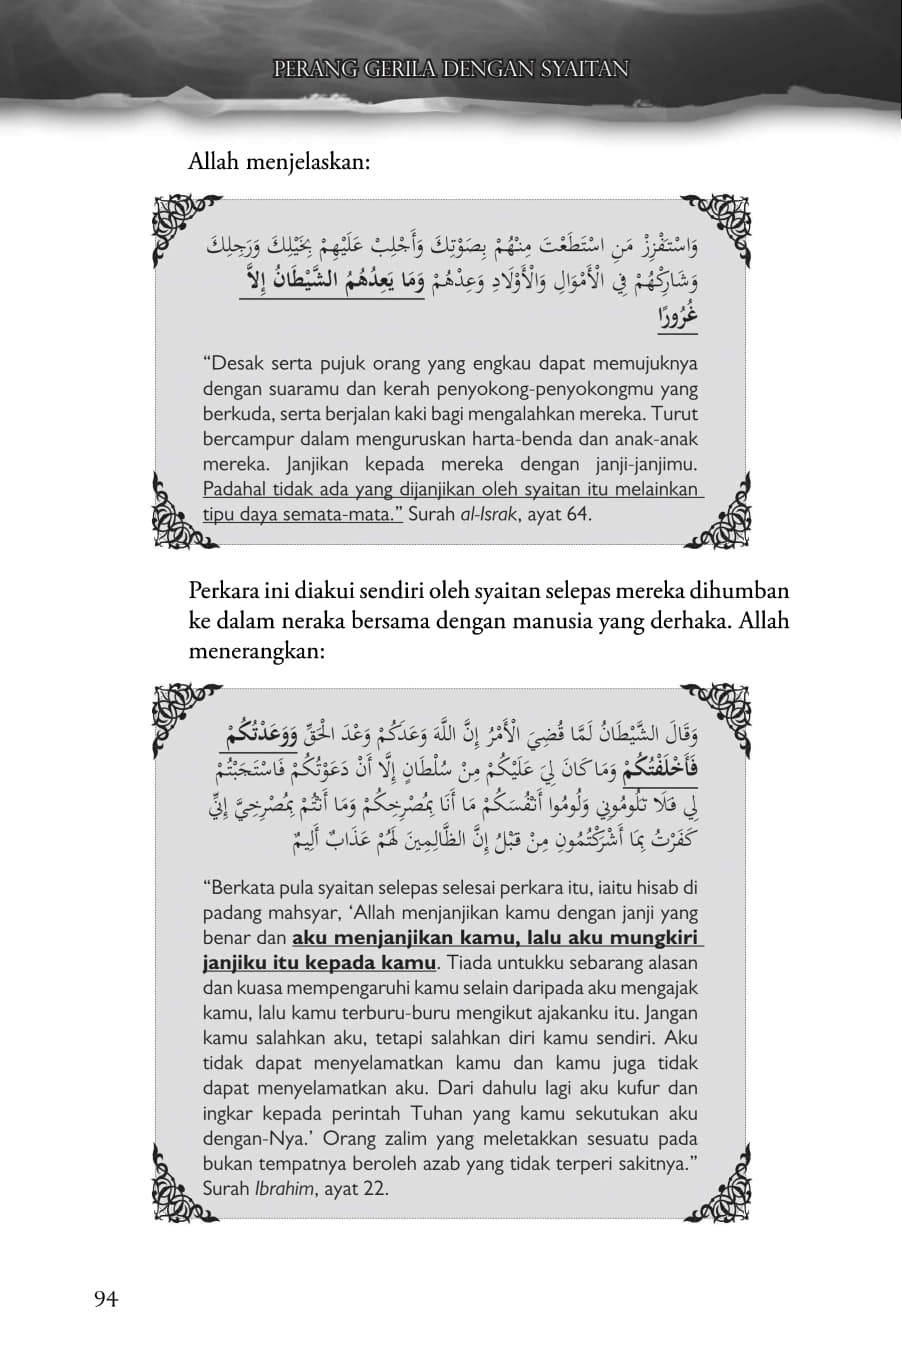 PERANG GERILA DENGAN SYAITAN
Allah menjelaskan:
وَاسْتَفْزِزْ مَنِ اسْتَطَعْتَ مِنْهُمْ بِصَوْتِكَ وَأَجْلِبْ عَلَيْهِمْ بِخَيْلِكَ وَرَجِلِكَ
وَشَارِكْهُمْ فِي الْأَمْوَالِ وَالْأَوْلَادِ وَعِدْهُمْ وَمَا يَعِدُهُمُ الشَّيْطَانُ إِلاَّ
غُرُورًا
“Desak serta pujuk orang yang engkau dapat memujuknya
dengan suaramu dan kerah penyokong-penyokongmu yang
berkuda, serta berjalan kaki bagi mengalahkan mereka. Turut
bercampur dalam menguruskan harta-benda dan anak-anak
mereka. Janjikan kepada mereka dengan janji-janjimu.
Padahal tidak ada yang dijanjikan oleh syaitan itu melainkan
tipu daya semata-mata.” Surah al-Israk, ayat 64.
Perkara ini diakui sendiri oleh syaitan selepas mereka dihumban
ke dalam neraka bersama dengan manusia yang derhaka. Allah
menerangkan:
وَقَالَ الشَّيْطَانُ لَمَّا قُضِيَ الْأَمْرُ إِنَّ اللَّهَ وَعَدَكُمْ وَعْدَ الْحَقِّ وَوَعَدْتُكُمْ
فَأَخْلَفْتُكُمْ وَمَا كَانَ لِيَ عَلَيْكُمْ مِنْ سُلْطَانٍ إِلَّا أَنْ دَعَوْتُكُمْ فَاسْتَجَبْتُمْ
لِي فَلَا تَلُومُونِي وَلُومُوا أَنْفُسَكُمْ مَا أَنَا بِمُصْرِخِكُمْ وَمَا أَنْتُمْ بِمُصْرِخِيَّ إِنِّي
كَفَرْتُ بِمَا أَشْرَكْتُمُونِ مِنْ قَبْلُ إِنَّ الظَّالِمِينَ لَهُمْ عَذَابٌ أَلِيمٌ
“Berkata pula syaitan selepas selesai perkara itu, iaitu hisab di
padang mahsyar, ‘Allah menjanjikan kamu dengan janji yang
benar dan aku menjanjikan kamu, lalu aku mungkiri
janjiku itu kepada kamu. Tiada untukku sebarang alasan
dan kuasa mempengaruhi kamu selain daripada aku mengajak
kamu, lalu kamu terburu-buru mengikut ajakanku itu. Jangan
kamu salahkan aku, tetapi salahkan diri kamu sendiri. Aku
tidak dapat menyelamatkan kamu dan kamu juga tidak
dapat menyelamatkan aku. Dari dahulu lagi aku kufur dan
ingkar kepada perintah Tuhan yang kamu sekutukan aku
dengan-Nya.’ Orang zalim yang meletakkan sesuatu pada
bukan tempatnya beroleh azab yang tidak terperi sakitnya.”
Surah Ibrahim, ayat 22.
94